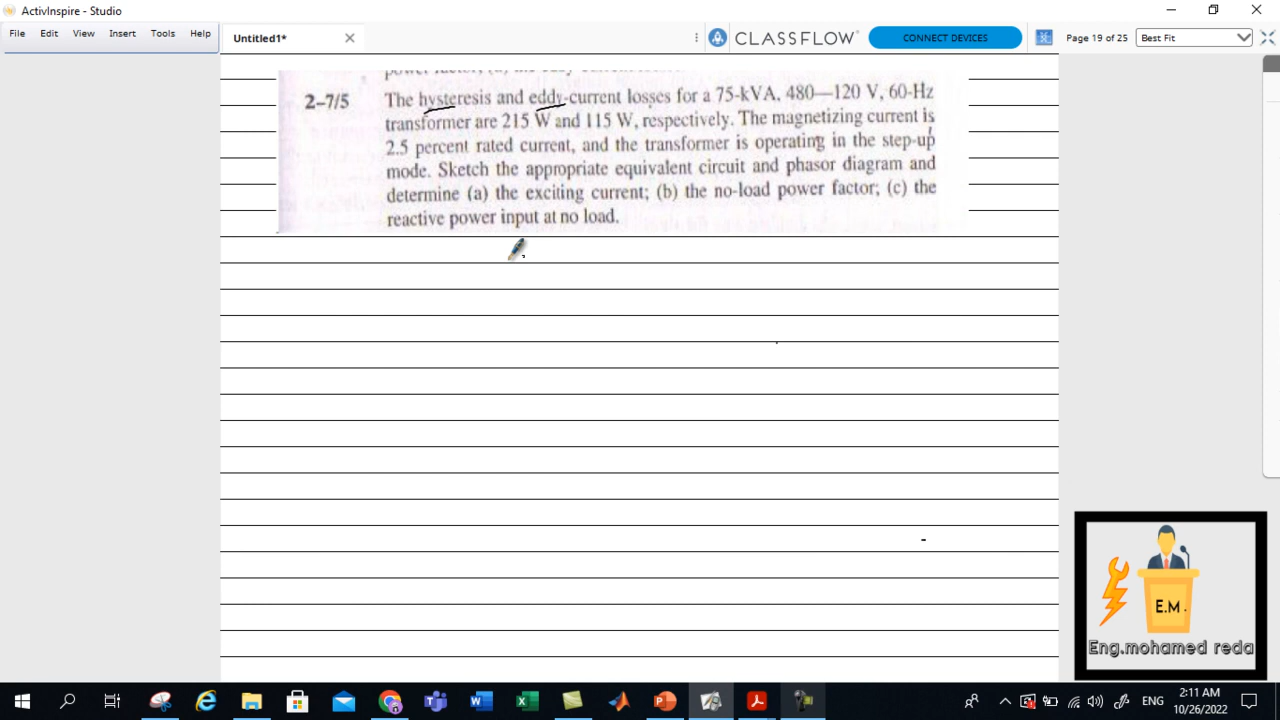 ActivInspire - Studio
File Edit View Insert Tools Help
Untitled1*
CLASSFLOW
CONNECT DEVICES
Page 19 of 25
Best Fit
2–7/5
The hysteresis and eddy-current losses for a 75-kVA, 480—120 V, 60-Hz
transformer are 215 W and 115 W, respectively. The magnetizing current is
2.5 percent rated current, and the transformer is operating in the step-up
mode. Sketch the appropriate equivalent circuit and phasor diagram and
determine (a) the exciting current; (b) the no-load power factor; (c) the
reactive power input at no load.
E.M.
Eng.mohamed reda
ENG
2:11 AM
10/26/2022